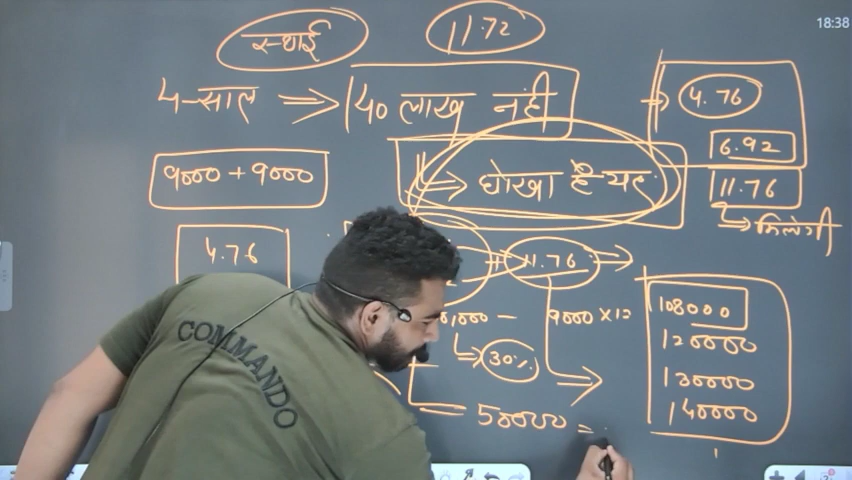 18:38
स्थाई
11.72
4-साल ⇒ 40 लाख नही
→ 4.76
6.92
11.76
→ मिलेगी
9000 + 9000
⇒ धोखा है यह
4.76
11.76 ⇒
000 -
9000 × 12
108000
120000
130000
140000
30%
50000 =
COMMANDO